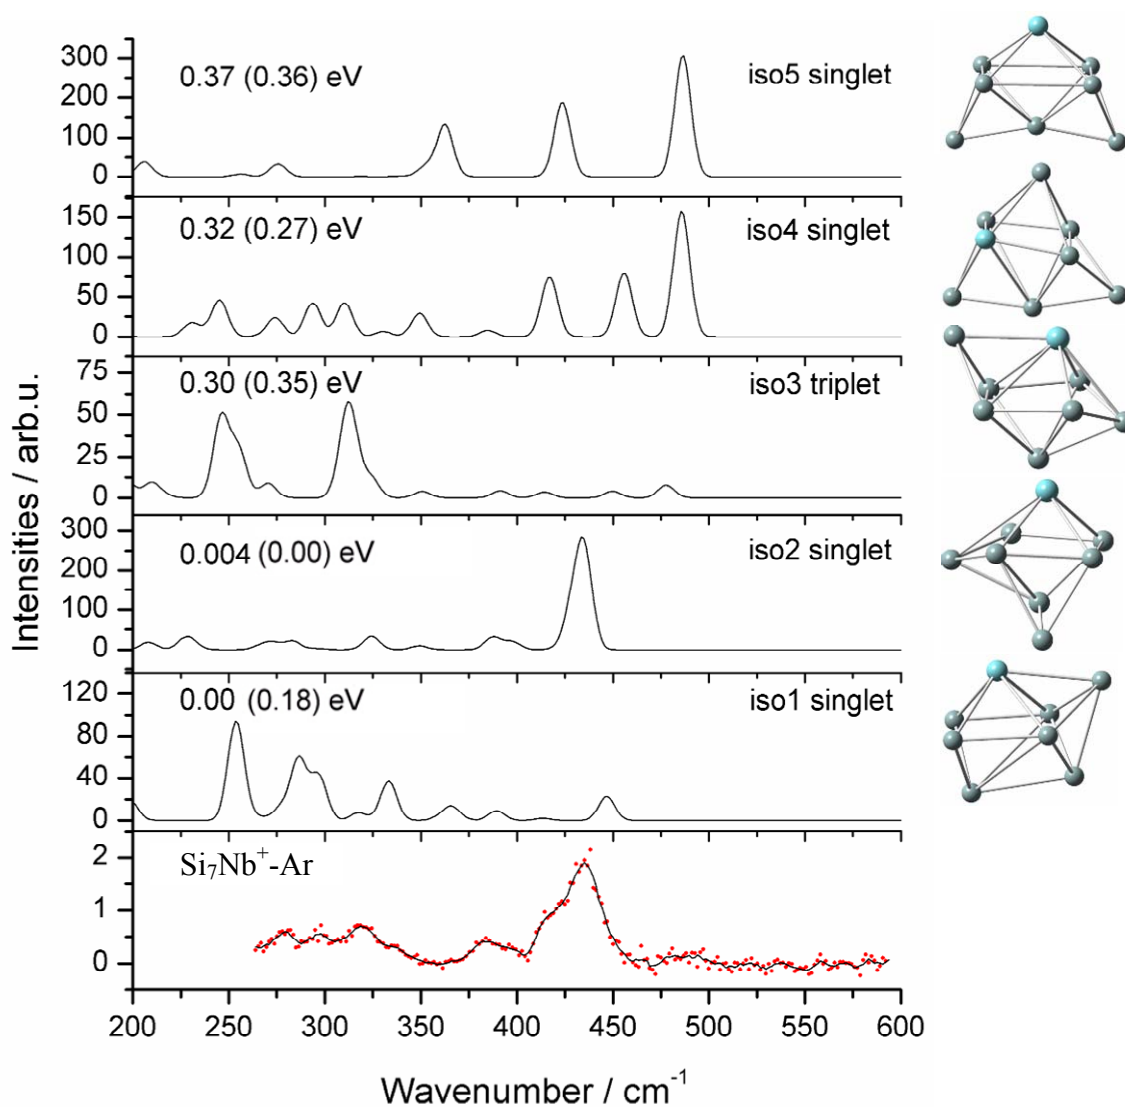 300
0.37 (0.36) eV
iso5 singlet
200
100
0
150
0.32 (0.27) eV
iso4 singlet
100
50
0
75
0.30 (0.35) eV
iso3 triplet
50
25
0
300
0.004 (0.00) eV
iso2 singlet
200
100
0
120
0.00 (0.18) eV
iso1 singlet
80
40
0
2
Si₇Nb⁺-Ar
1
0
200 250 300 350 400 450 500 550 600
Wavenumber / cm⁻¹
Intensities / arb.u.